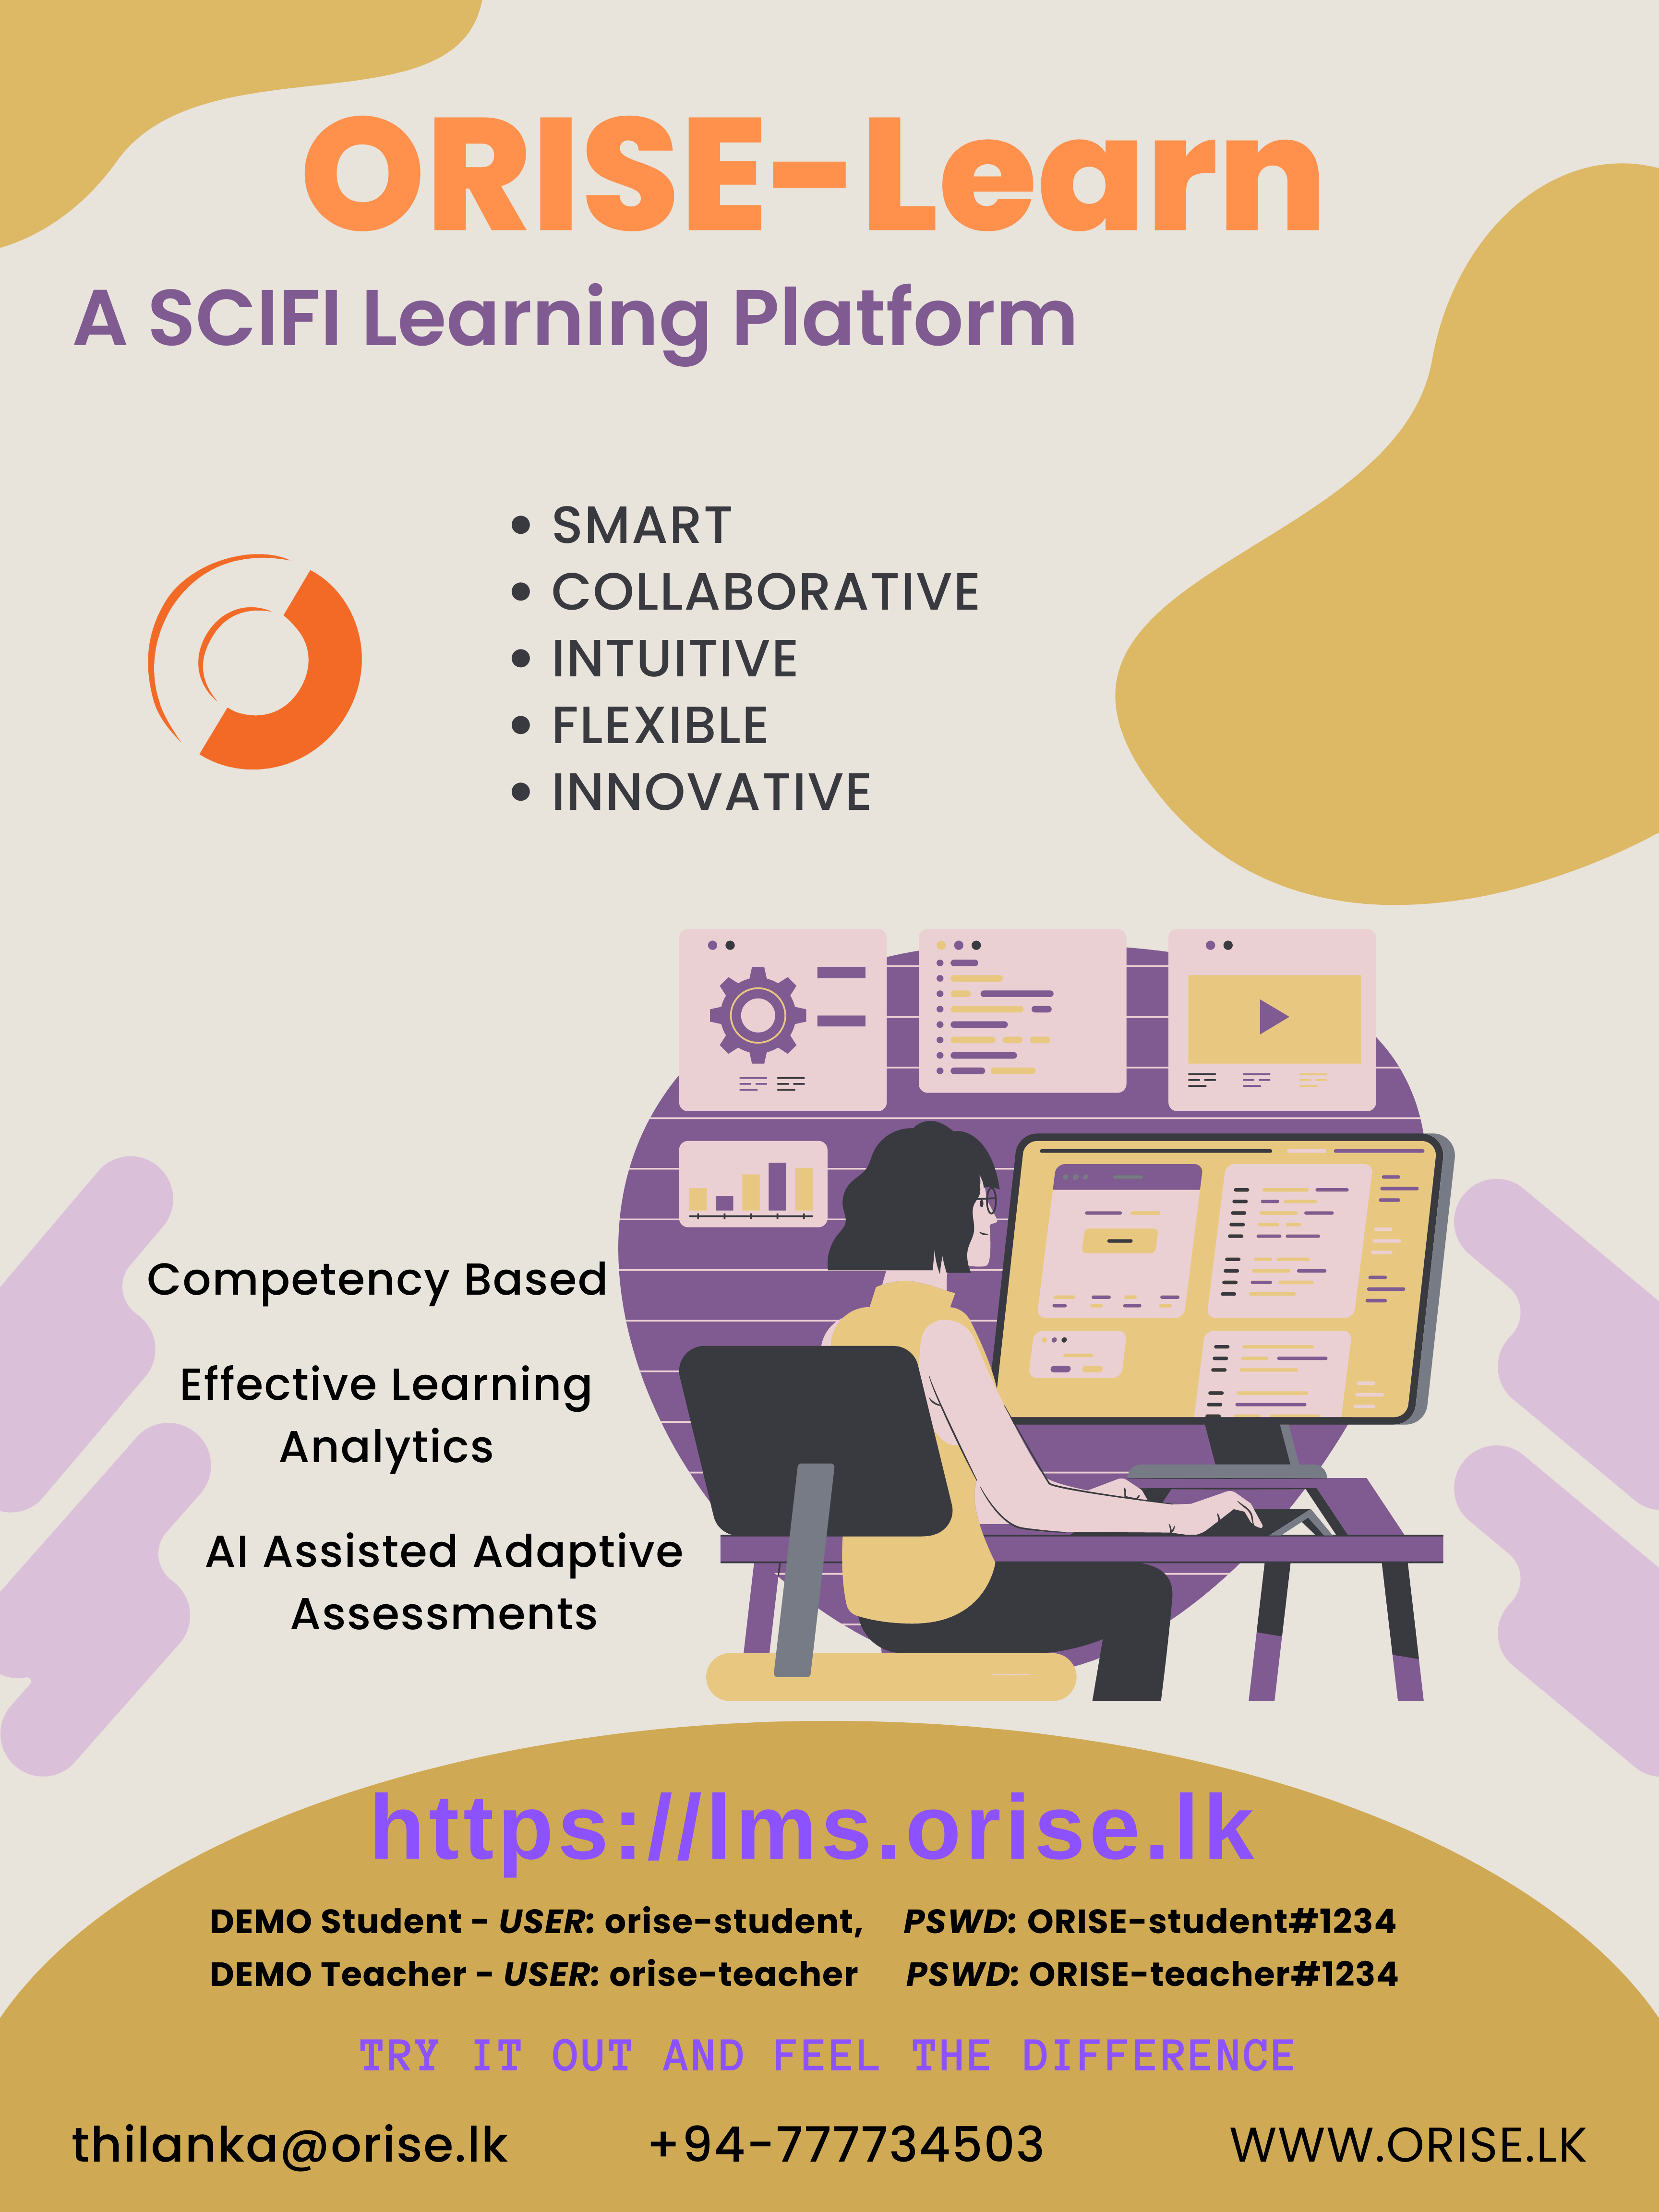 ORISE-Learn
A SCIFI Learning Platform
• SMART
• COLLABORATIVE
• INTUITIVE
• FLEXIBLE
• INNOVATIVE
Competency Based
Effective Learning
Analytics
AI Assisted Adaptive
Assessments
https://lms.orise.lk
DEMO Student - USER: orise-student, PSWD: ORISE-student#1234
DEMO Teacher - USER: orise-teacher PSWD: ORISE-teacher#1234
TRY IT OUT AND FEEL THE DIFFERENCE
thilanka@orise.lk +94-777734503 WWW.ORISE.LK